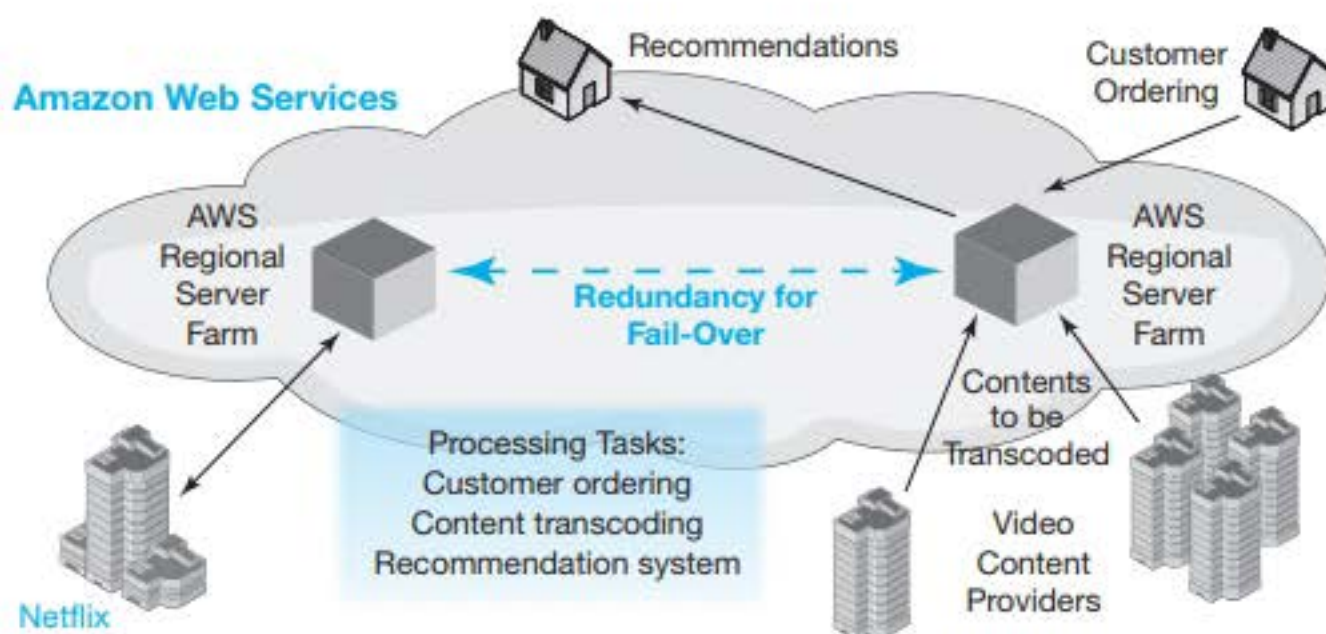 Recommendations
Customer
Ordering
Amazon Web Services
AWS
Regional
Server
Farm
Redundancy for
Fail-Over
AWS
Regional
Server
Farm
Contents
to be
Transcoded
Processing Tasks:
Customer ordering
Content transcoding
Recommendation system
Video
Content
Providers
Netflix